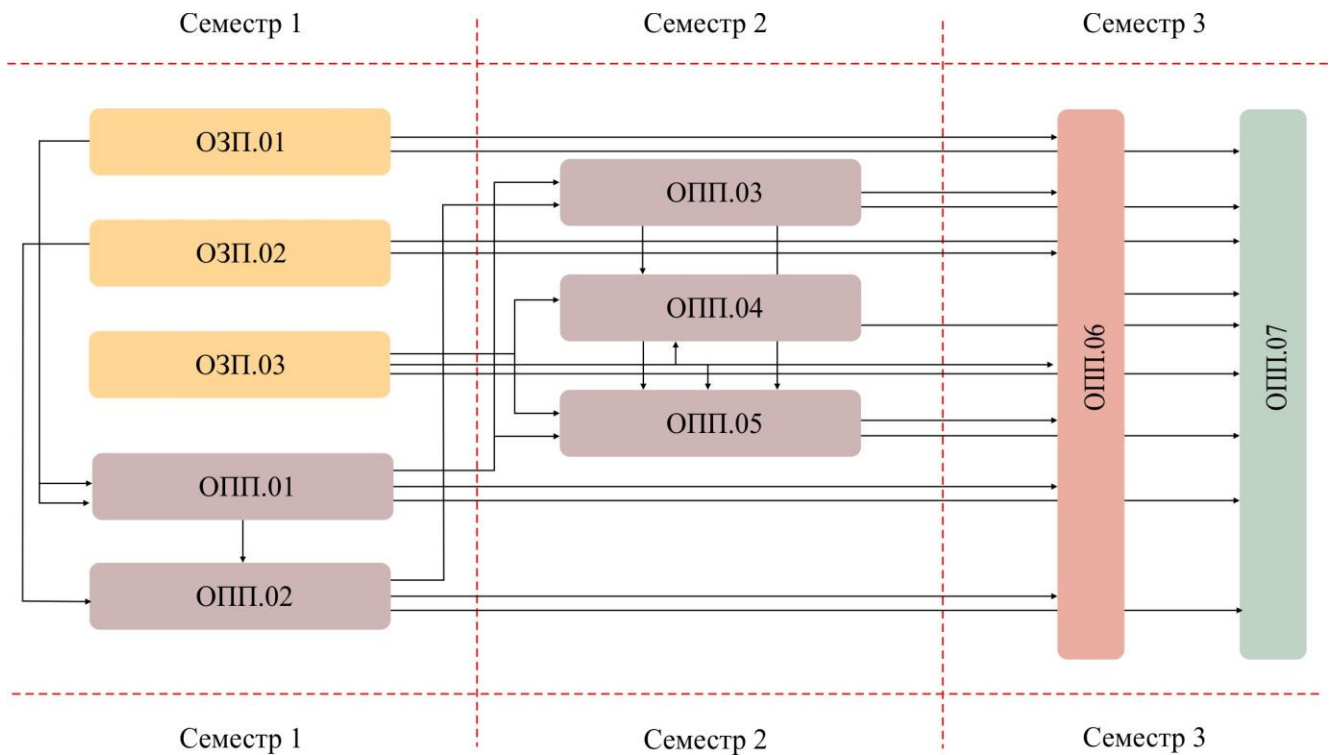 Семестр 1
Семестр 2
Семестр 3
ОЗП.01
ОПП.03
ОЗП.02
ОПП.04
ОЗП.03
ОПП.05
ОПП.06
ОПП.07
ОПП.01
ОПП.02
Семестр 1
Семестр 2
Семестр 3